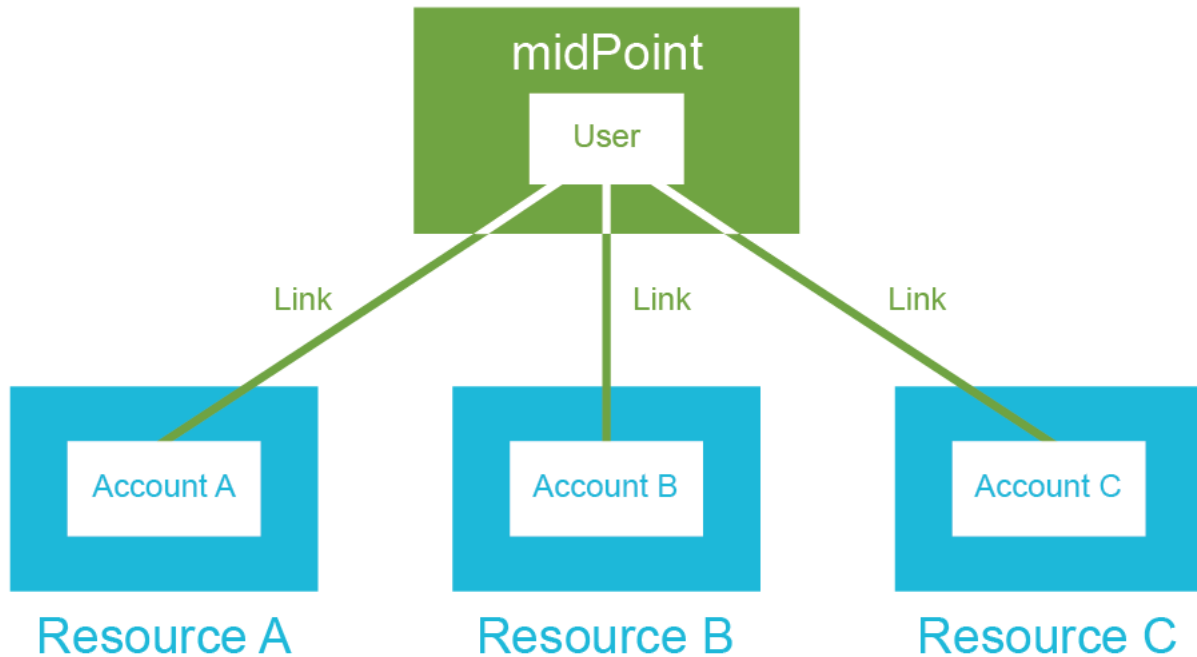 midPoint
User
Link
Link
Link
Account A
Account B
Account C
Resource A
Resource B
Resource C